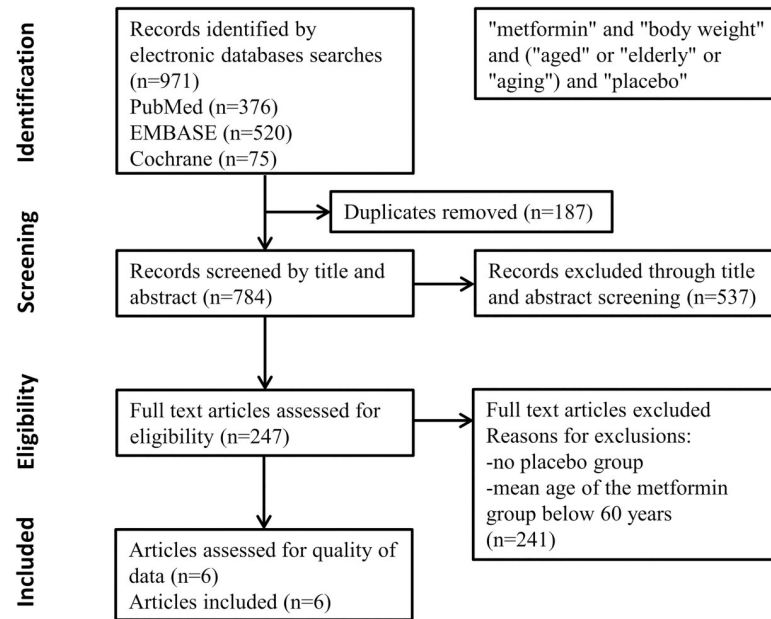 Identification
Records identified by
electronic databases searches
(n=971)
PubMed (n=376)
EMBASE (n=520)
Cochrane (n=75)
"metformin" and "body weight"
and ("aged" or "elderly" or
"aging") and "placebo"
Screening
Duplicates removed (n=187)
Records screened by title and
abstract (n=784)
Records excluded through title
and abstract screening (n=537)
Eligibility
Full text articles assessed for
eligibility (n=247)
Full text articles excluded
Reasons for exclusions:
-no placebo group
-mean age of the metformin
group below 60 years
(n=241)
Included
Articles assessed for quality of
data (n=6)
Articles included (n=6)